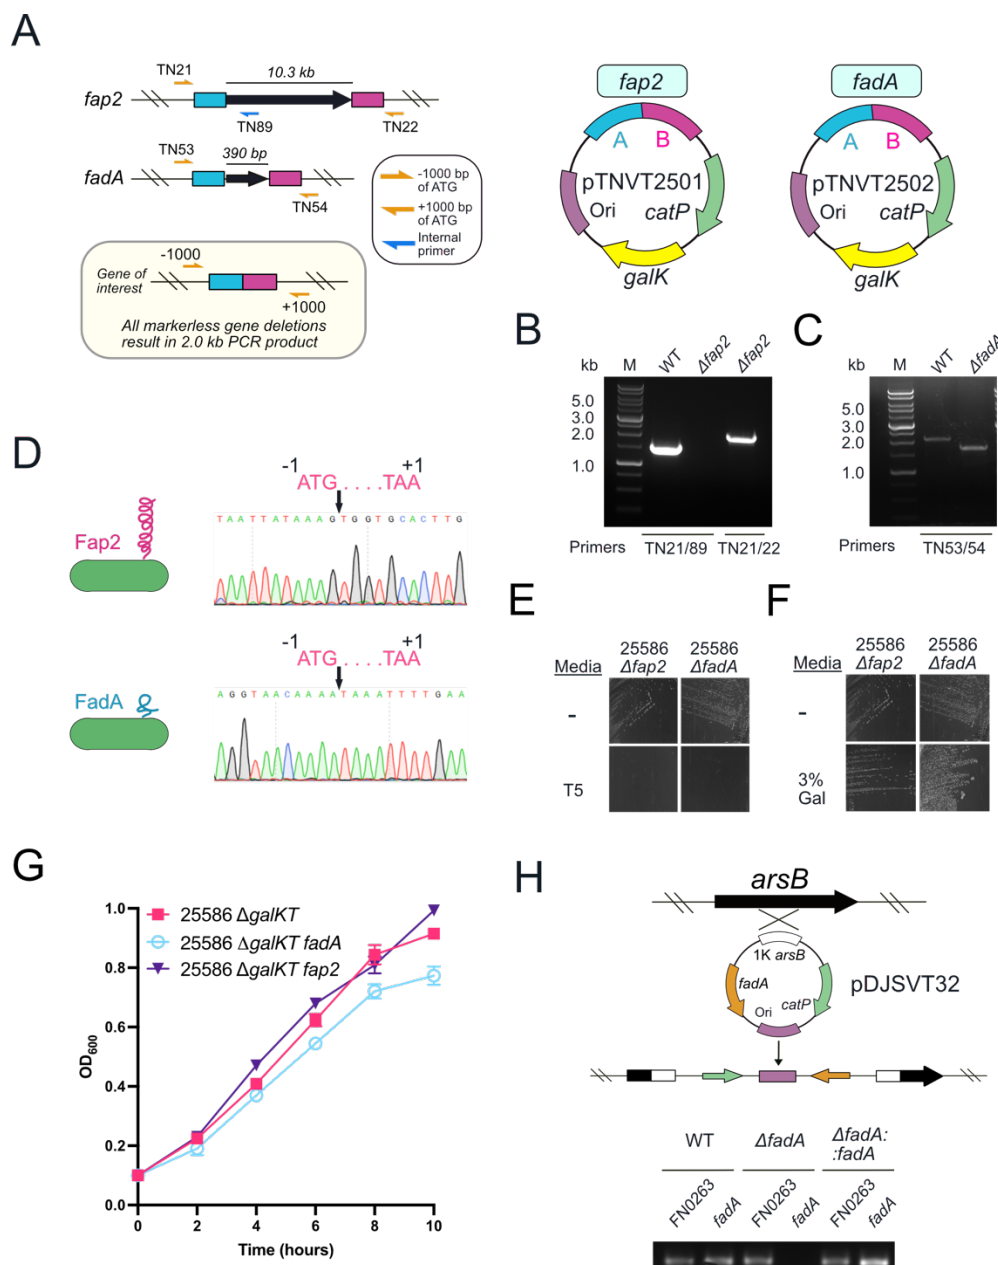 A
TN21
10.3 kb
fap2
TN89
TN22
TN53
390 bp
fadA
TN54
-1000 bp
of ATG
+1000 bp
of ATG
Internal
primer
-1000
Gene of
interest
+1000
All markerless gene deletions
result in 2.0 kb PCR product
fap2
A
B
pTNVT2501
Ori
catP
galK
fadA
A
B
pTNVT2502
Ori
catP
galK
B
kb
M
WT
Δfap2
Δfap2
5.0
3.0
2.0
1.0
Primers
TN21/89
TN21/22
C
kb
M
WT
ΔfadA
5.0
3.0
2.0
1.0
Primers
TN53/54
D
-1
+1
ATG....TAA
TAATTATAAAGTGGTGCACTTG
Fap2
-1
+1
ATG....TAA
AGGTAACAAAATAAATTTTGAA
FadA
E
Media
25586
Δfap2
25586
ΔfadA
-
T5
F
Media
25586
Δfap2
25586
ΔfadA
-
3%
Gal
G
25586 ΔgalKT
25586 ΔgalKT fadA
25586 ΔgalKT fap2
OD600
1.0
0.8
0.6
0.4
0.2
0.0
0
2
4
6
8
10
Time (hours)
H
arsB
1K arsB
fadA
catP
Ori
pDJSVT32
WT
ΔfadA
ΔfadA:
:fadA
FN0263
fadA
FN0263
fadA
FN0263
fadA